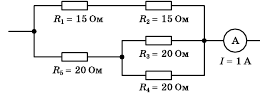 R₁ = 15 Ом
R₂ = 15 Ом
A
R₃ = 20 Ом
I = 1 А
R₅ = 20 Ом
R₄ = 20 Ом